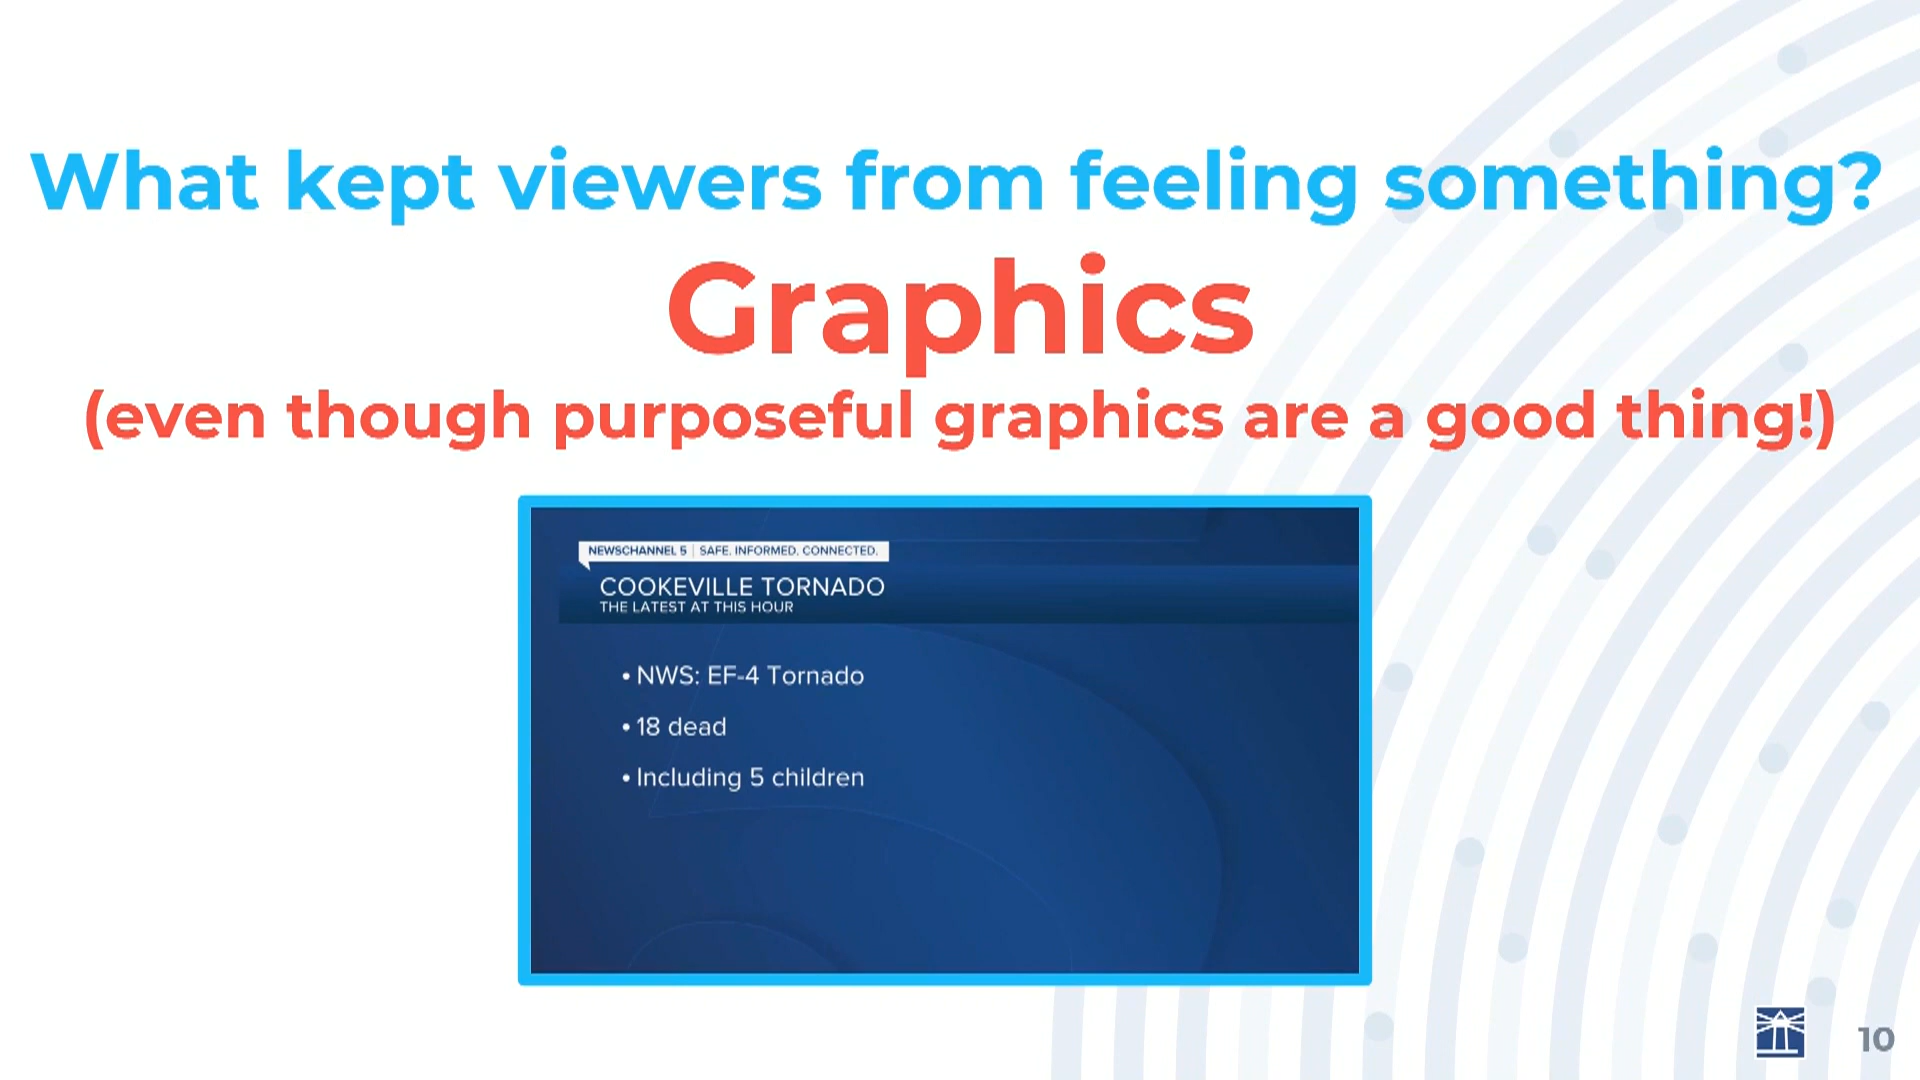 What kept viewers from feeling something?
Graphics
(even though purposeful graphics are a good thing!)
NEWSCHANNEL 5 | SAFE. INFORMED. CONNECTED.
COOKEVILLE TORNADO
THE LATEST AT THIS HOUR
• NWS: EF-4 Tornado
• 18 dead
• Including 5 children
10